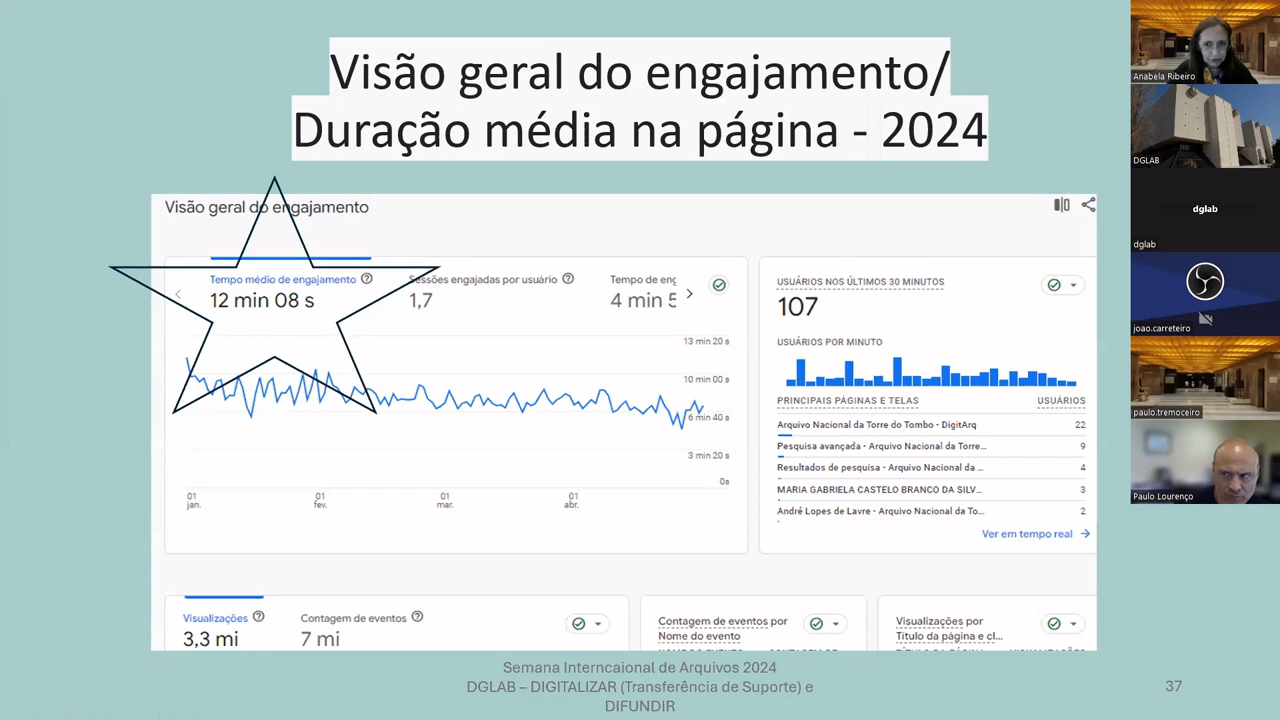 Visão geral do engajamento/
Duração média na página - 2024
Visão geral do engajamento
Tempo médio de engajamento
12 min 08 s
Sessões engajadas por usuário
1,7
Tempo de eng
4 min 5
13 min 20 s
10 min 00 s
6 min 40 s
3 min 20 s
0s
01 jan.
01 fev.
01 mar.
01 abr.
USUÁRIOS NOS ÚLTIMOS 30 MINUTOS
107
USUÁRIOS POR MINUTO
PRINCIPAIS PÁGINAS E TELAS USUÁRIOS
Arquivo Nacional da Torre do Tombo - DigitArq 22
Pesquisa avançada - Arquivo Nacional da Torre... 9
Resultados de pesquisa - Arquivo Nacional da ... 4
MARIA GABRIELA CASTELO BRANCO DA SILV... 3
André Lopes de Lavre - Arquivo Nacional da To... 2
Ver em tempo real
Visualizações
3,3 mi
Contagem de eventos
7 mi
Contagem de eventos por
Nome do evento
Visualizações por
Título da página e cl...
Semana Interncaional de Arquivos 2024
DGLAB – DIGITALIZAR (Transferência de Suporte) e
DIFUNDIR
37
Anabela Ribeiro
DGLAB
dglab
dglab
joao.carreteiro
paulo.tremoceiro
Paulo Lourenço